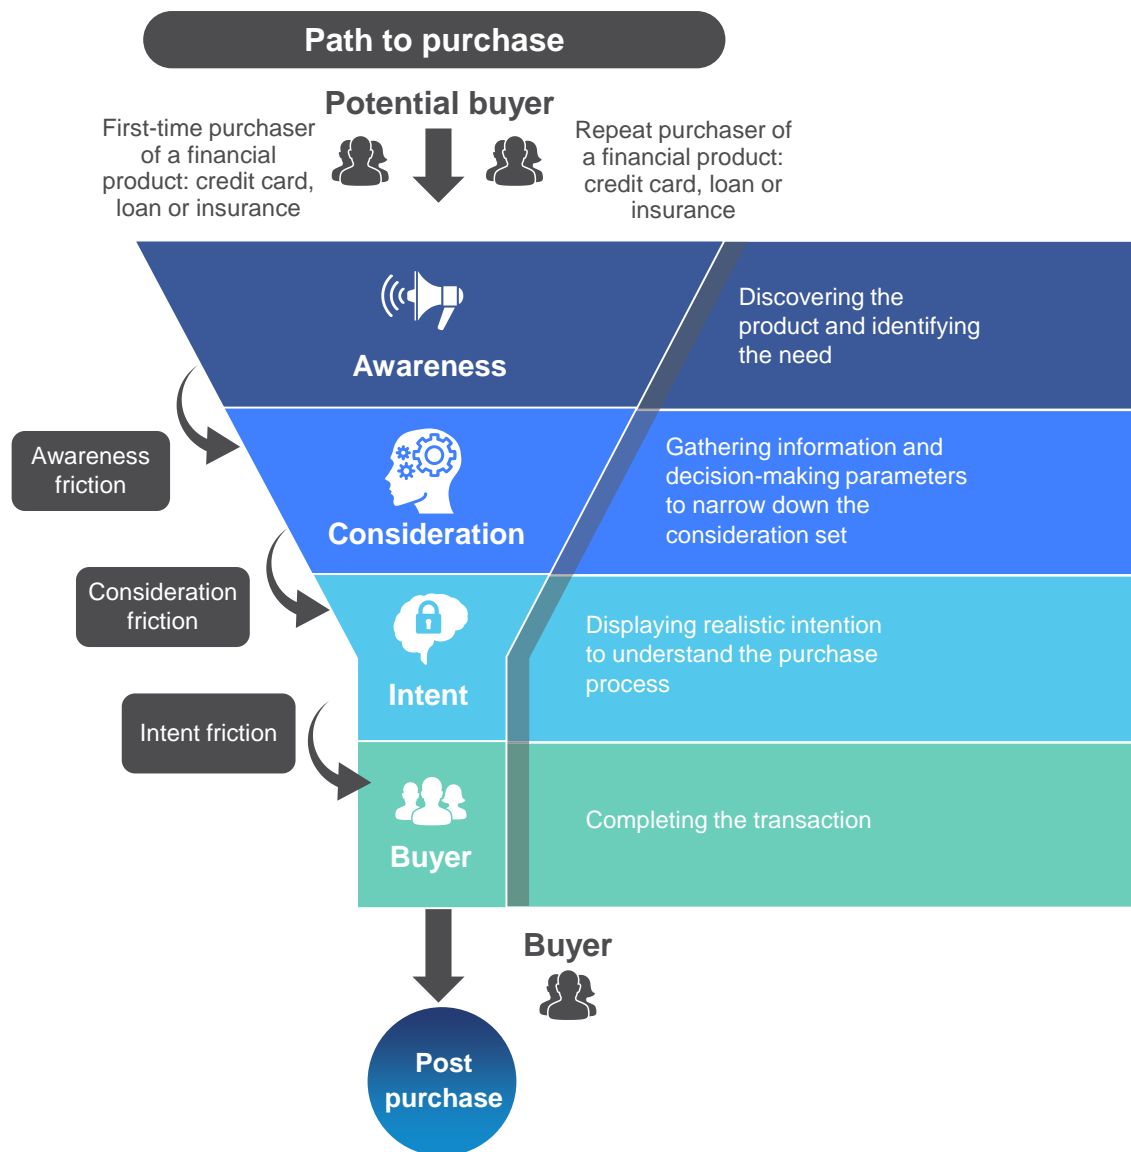 Path to purchase
Potential buyer
First-time purchaser
of a financial
product: credit card,
loan or insurance
Repeat purchaser of
a financial product:
credit card, loan or
insurance
Awareness
Discovering the
product and identifying
the need
Awareness
friction
Consideration
Gathering information and
decision-making parameters
to narrow down the
consideration set
Consideration
friction
Intent
Displaying realistic intention
to understand the purchase
process
Intent friction
Buyer
Completing the transaction
Buyer
Post
purchase